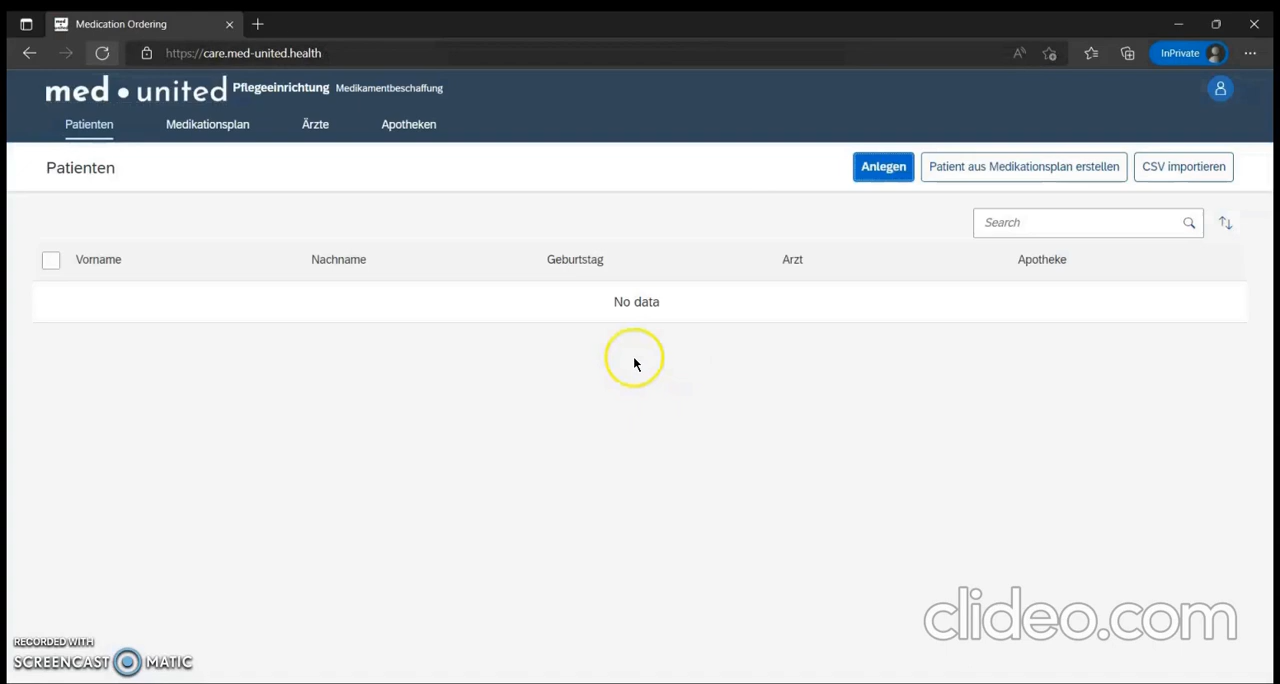 Medication Ordering
https://care.med-united.health
InPrivate
med • united Pflegeeinrichtung Medikamentbeschaffung
Patienten Medikationsplan Ärzte Apotheken
Patienten Anlegen Patient aus Medikationsplan erstellen CSV importieren
Search
Vorname Nachname Geburtstag Arzt Apotheke
No data
clideo.com
RECORDED WITH
SCREENCAST MATIC